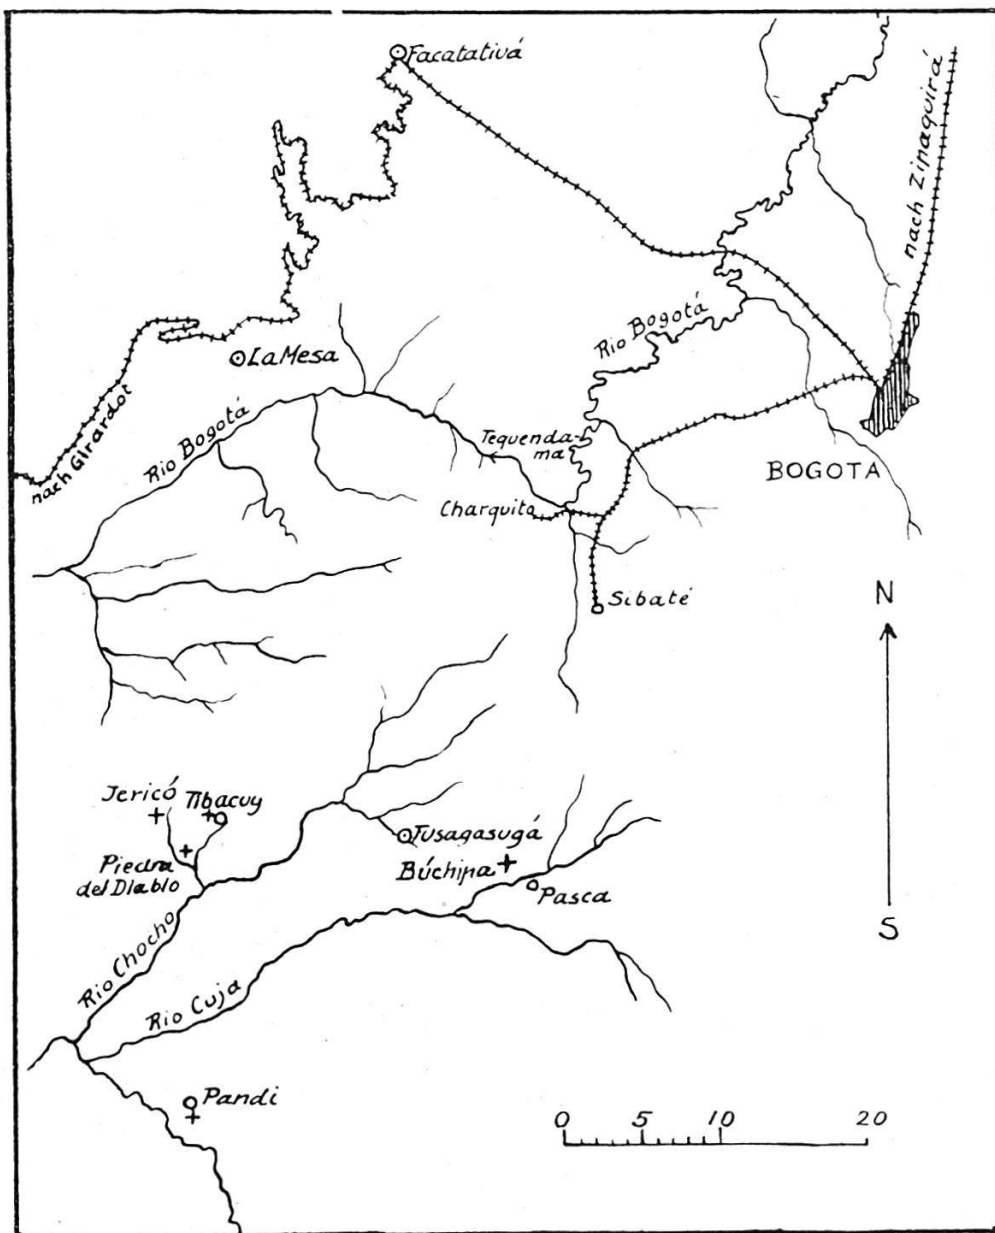 Facatativá
nach Zipaquirá
Rio Bogotá
La Mesa
nach Girardot
Rio Bogotá
Tequenda-
ma
BOGOTA
Charquito
Sibaté
N
S
Jericó
Tibacuy
Piedra
del Diablo
Fusagasugá
Búchipa
Pasca
Rio Chocho
Rio Cuja
Pandi
0 5 10 20